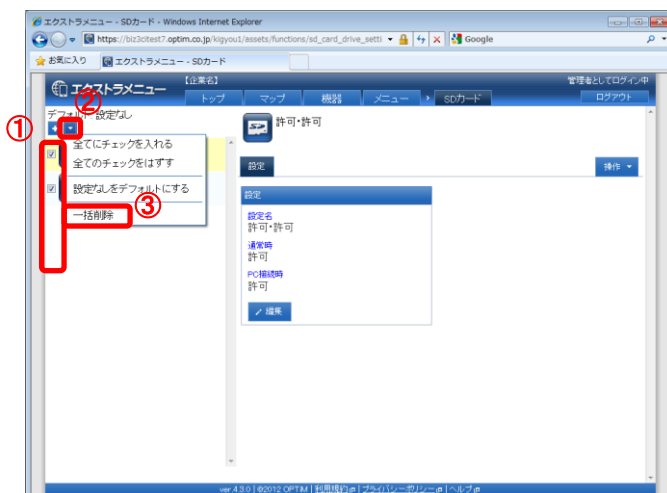 エクストラメニュー - SDカード - Windows Internet Explorer
https://biz3citest7.optim.co.jp/kigyou1/assets/functions/sd_card_drive_setti
Google
お気に入り
エクストラメニュー - SDカード
エクストラメニュー
【企業名】
管理者としてログイン中
トップ
マップ
機器
メニュー
SDカード
ログアウト
デフォルト:設定なし
①
②
全てにチェックを入れる
全てのチェックをはずす
設定なしをデフォルトにする
一括削除
③
許可・許可
設定
操作
設定
設定名
許可・許可
通常時
許可
PC接続時
許可
編集
ver.4.3.0 | ©2012 OPTiM | 利用規約 | プライバシーポリシー | ヘルプ